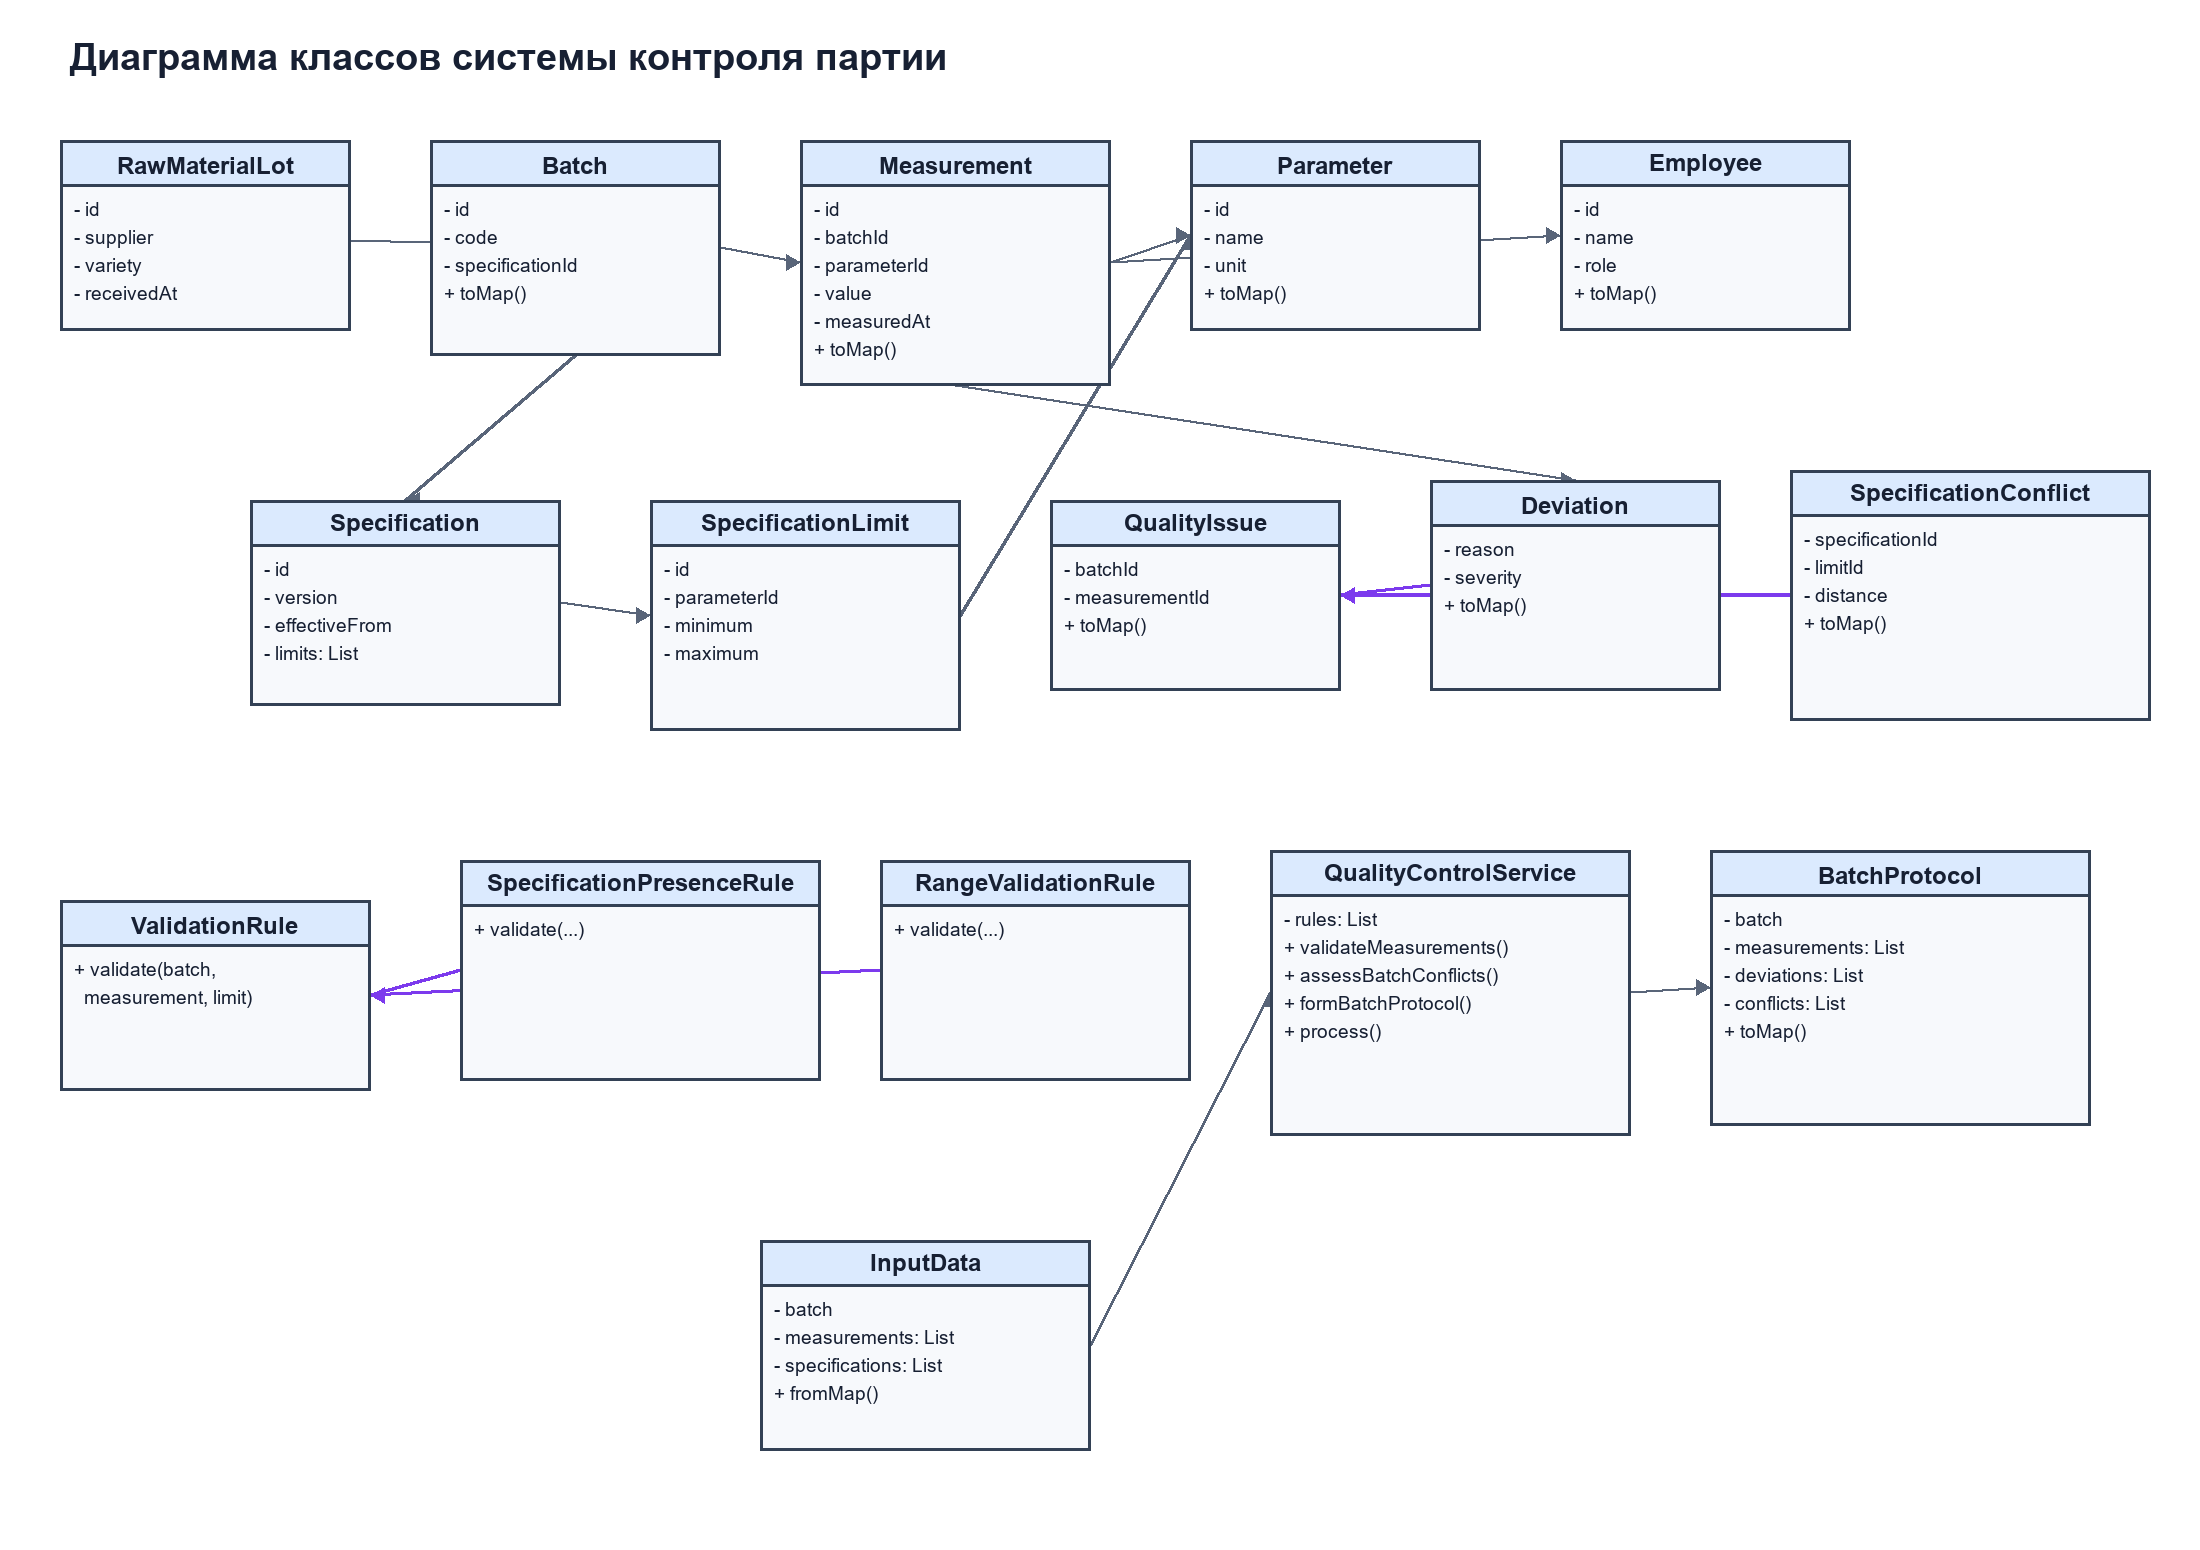 Диаграмма классов системы контроля партии
RawMaterialLot
- id
- supplier
- variety
- receivedAt
Batch
- id
- code
- specificationId
+ toMap()
Measurement
- id
- batchId
- parameterId
- value
- measuredAt
+ toMap()
Parameter
- id
- name
- unit
+ toMap()
Employee
- id
- name
- role
+ toMap()
Specification
- id
- version
- effectiveFrom
- limits: List
SpecificationLimit
- id
- parameterId
- minimum
- maximum
QualityIssue
- batchId
- measurementId
+ toMap()
Deviation
- reason
- severity
+ toMap()
SpecificationConflict
- specificationId
- limitId
- distance
+ toMap()
ValidationRule
+ validate(batch,
measurement, limit)
SpecificationPresenceRule
+ validate(...)
RangeValidationRule
+ validate(...)
QualityControlService
- rules: List
+ validateMeasurements()
+ assessBatchConflicts()
+ formBatchProtocol()
+ process()
BatchProtocol
- batch
- measurements: List
- deviations: List
- conflicts: List
+ toMap()
InputData
- batch
- measurements: List
- specifications: List
+ fromMap()